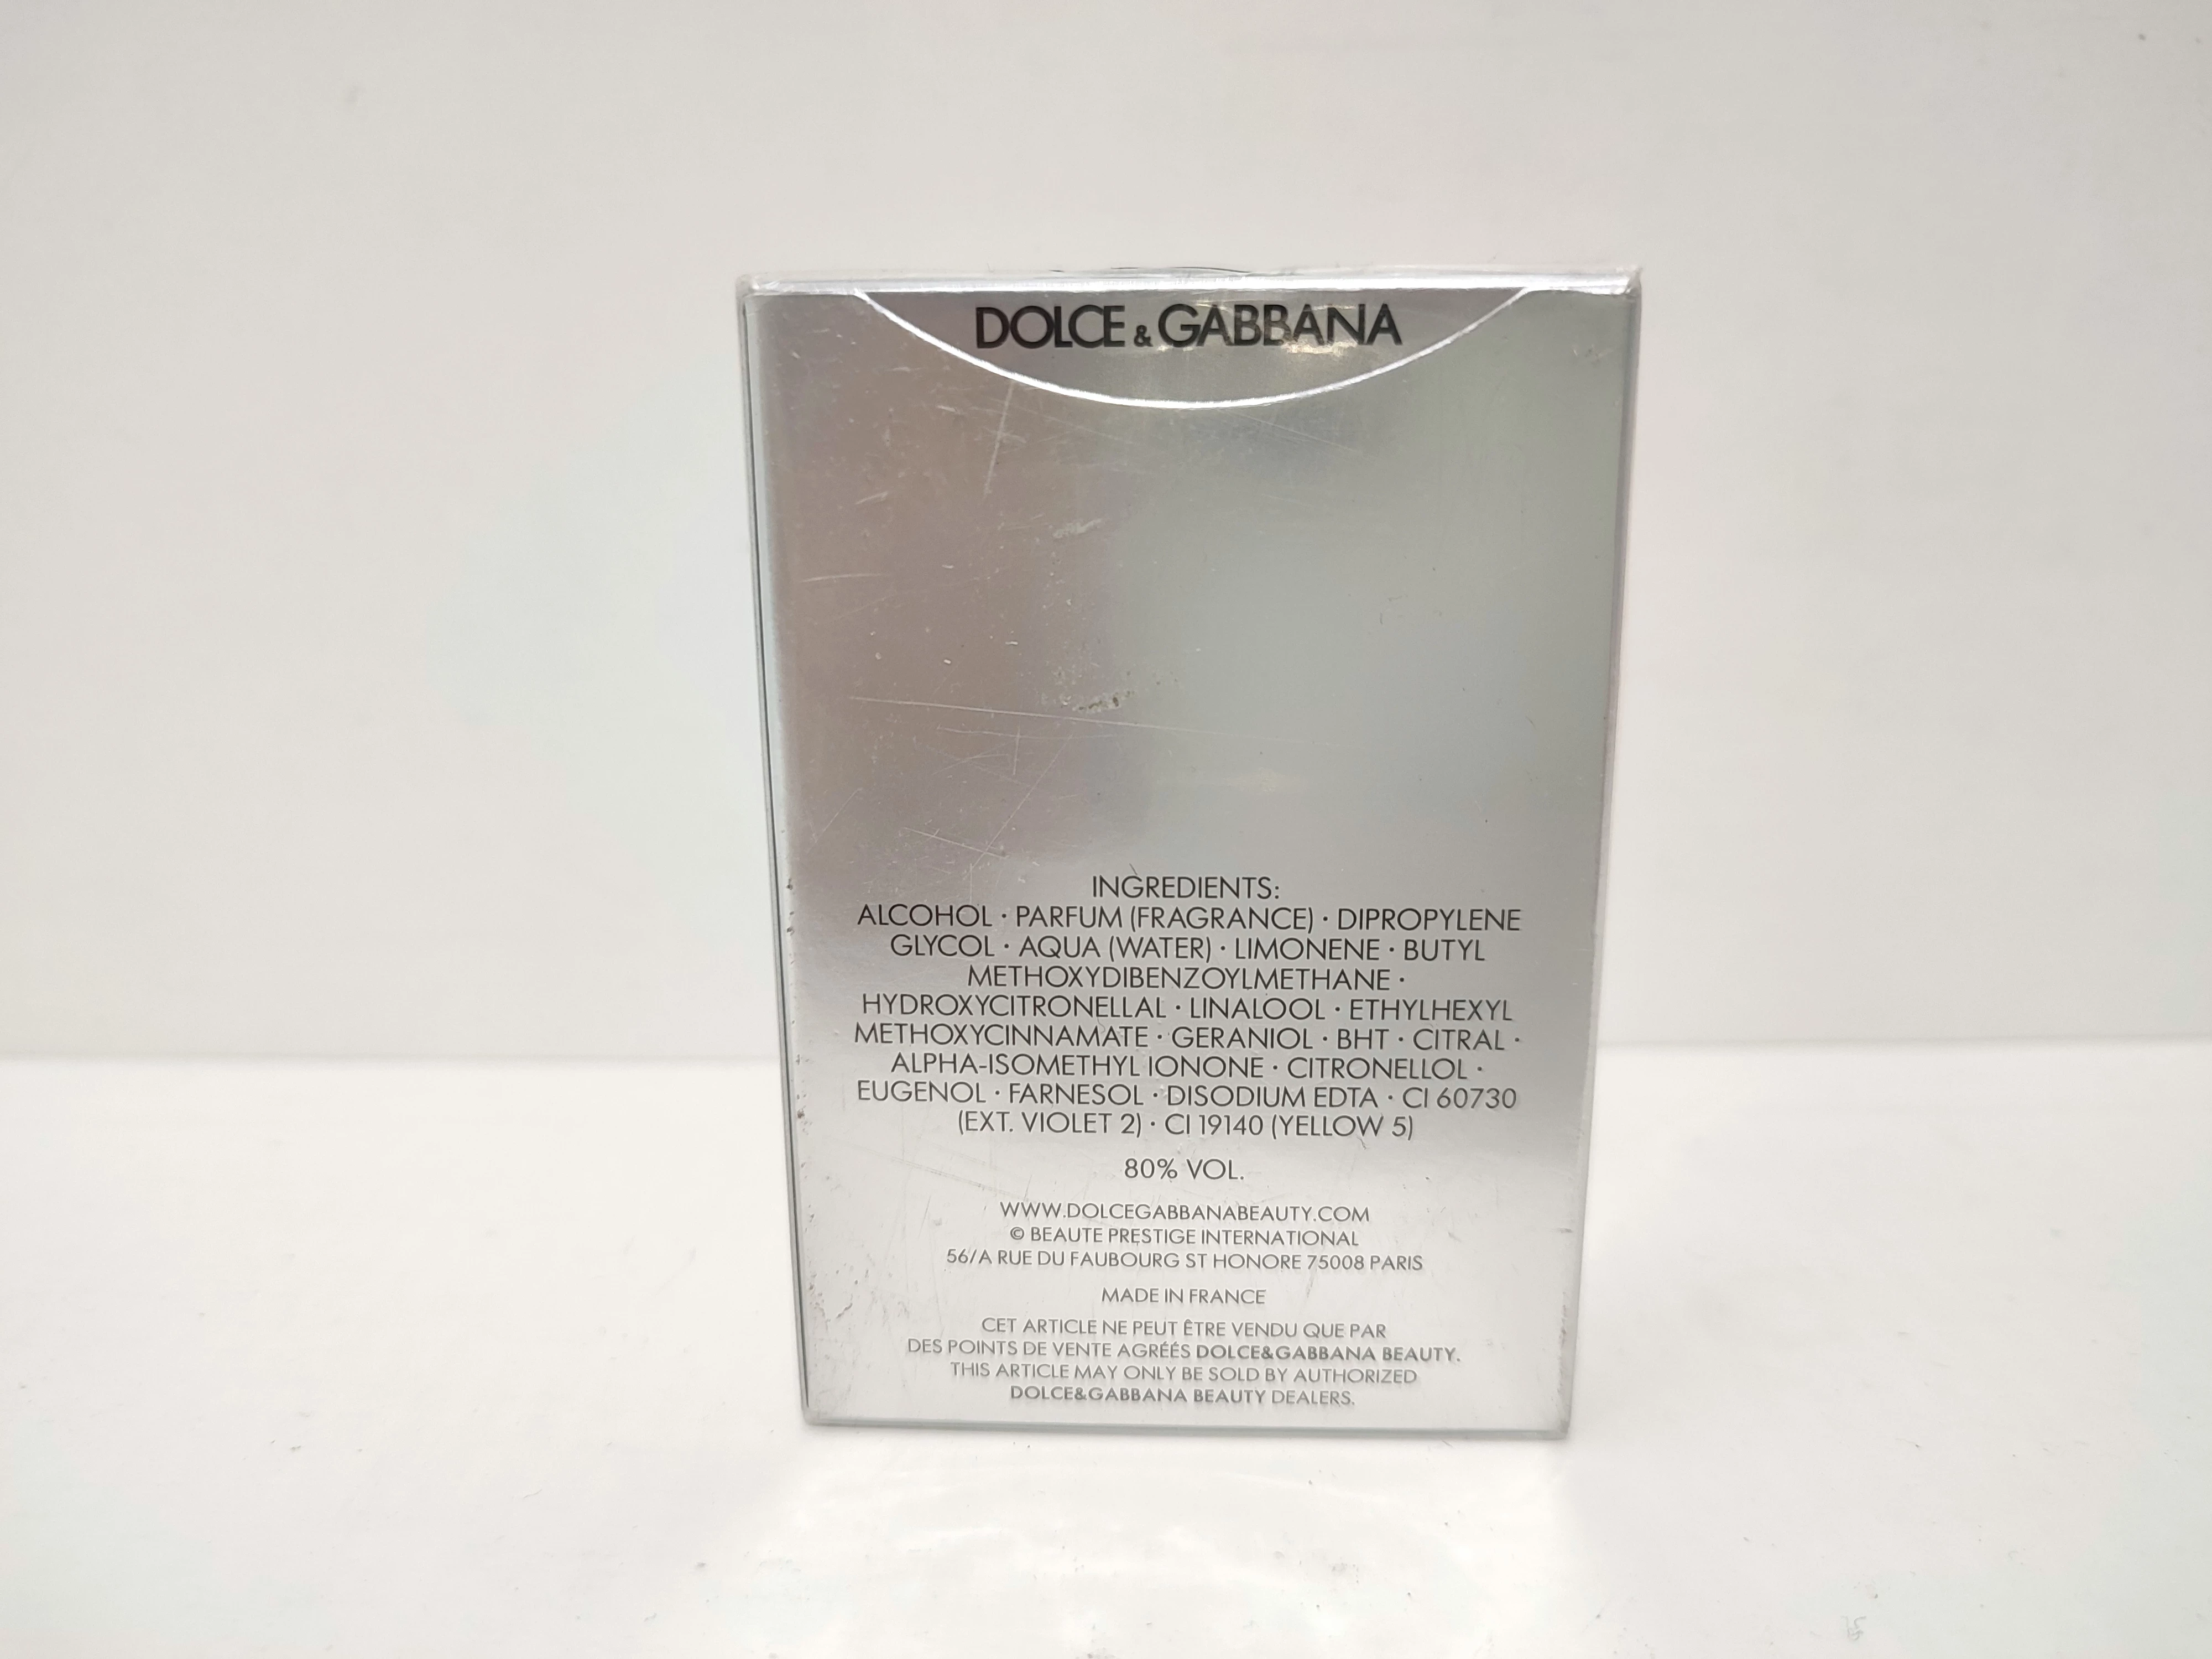 DOLCE & GABBANA
INGREDIENTS:
ALCOHOL · PARFUM (FRAGRANCE) · DIPROPYLENE
GLYCOL · AQUA (WATER) · LIMONENE · BUTYL
METHOXYDIBENZOYLMETHANE ·
HYDROXYCITRONELLAL · LINALOOL · ETHYLHEXYL
METHOXYCINNAMATE · GERANIOL · BHT · CITRAL ·
ALPHA-ISOMETHYL IONONE · CITRONELLOL ·
EUGENOL · FARNESOL · DISODIUM EDTA · CI 60730
(EXT. VIOLET 2) · CI 19140 (YELLOW 5)
80% VOL.
WWW.DOLCEGABBANABEAUTY.COM
© BEAUTE PRESTIGE INTERNATIONAL
56/A RUE DU FAUBOURG ST HONORE 75008 PARIS
MADE IN FRANCE
CET ARTICLE NE PEUT ÊTRE VENDU QUE PAR
DES POINTS DE VENTE AGRÉÉS DOLCE&GABBANA BEAUTY.
THIS ARTICLE MAY ONLY BE SOLD BY AUTHORIZED
DOLCE&GABBANA BEAUTY DEALERS.